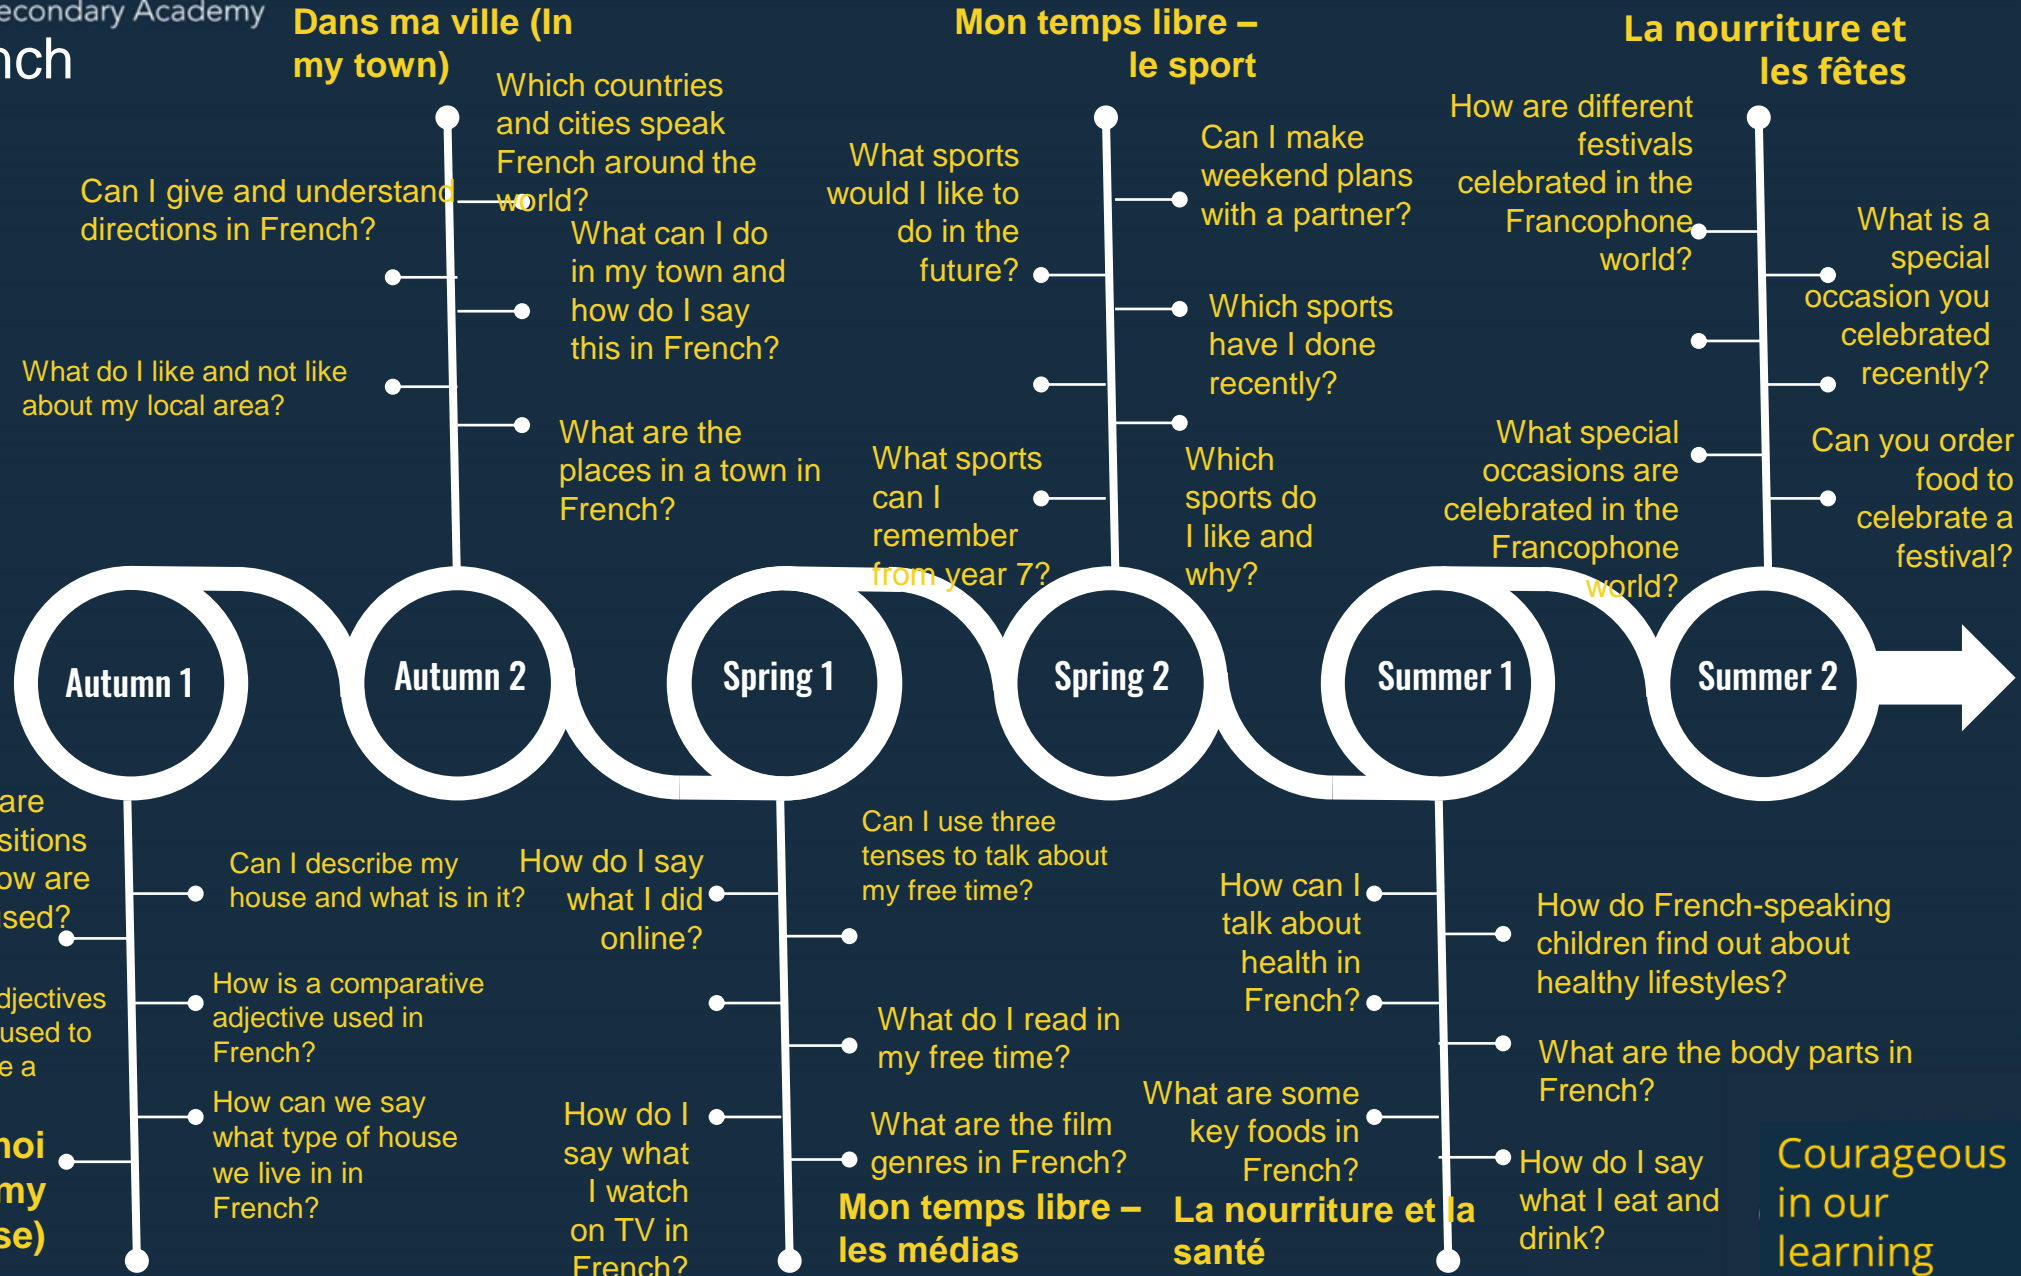 econdary Academy
nch
Dans ma ville (In
my town)
Which countries
and cities speak
French around the
world?
Can I give and understand
directions in French?
What can I do
in my town and
how do I say
this in French?
What do I like and not like
about my local area?
What are the
places in a town in
French?
Mon temps libre –
le sport
What sports
would I like to
do in the
future?
Can I make
weekend plans
with a partner?
Which sports
have I done
recently?
What sports
can I
remember
from year 7?
Which
sports do
I like and
why?
La nourriture et
les fêtes
How are different
festivals
celebrated in the
Francophone
world?
What is a
special
occasion you
celebrated
recently?
What special
occasions are
celebrated in the
Francophone
world?
Can you order
food to
celebrate a
festival?
Autumn 1
Autumn 2
Spring 1
Spring 2
Summer 1
Summer 2
are
sitions
ow are
sed?
Can I describe my
house and what is in it?
djectives
used to
e a
How is a comparative
adjective used in
French?
How can we say
what type of house
we live in in
French?
noi
my
se)
How do I say
what I did
online?
Can I use three
tenses to talk about
my free time?
What do I read in
my free time?
How do I
say what
I watch
on TV in
French?
What are the film
genres in French?
Mon temps libre –
les médias
How can I
talk about
health in
French?
How do French-speaking
children find out about
healthy lifestyles?
What are the body parts in
French?
What are some
key foods in
French?
How do I say
what I eat and
drink?
La nourriture et la
santé
Courageous
in our
learning